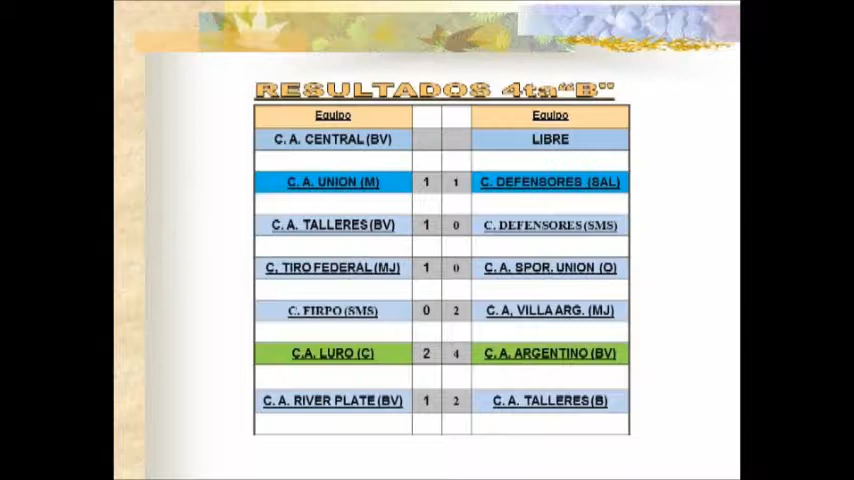 RESULTADOS 4ta“B”
Equipo Equipo
C. A. CENTRAL (BV) LIBRE
C. A. UNION (M) 1 1 C. DEFENSORES (SAL)
C. A. TALLERES (BV) 1 0 C. DEFENSORES (SMS)
C, TIRO FEDERAL (MJ) 1 0 C. A. SPOR. UNION (O)
C. FIRPO (SMS) 0 2 C. A, VILLA ARG. (MJ)
C.A. LURO (C) 2 4 C. A. ARGENTINO (BV)
C. A. RIVER PLATE (BV) 1 2 C. A. TALLERES (B)